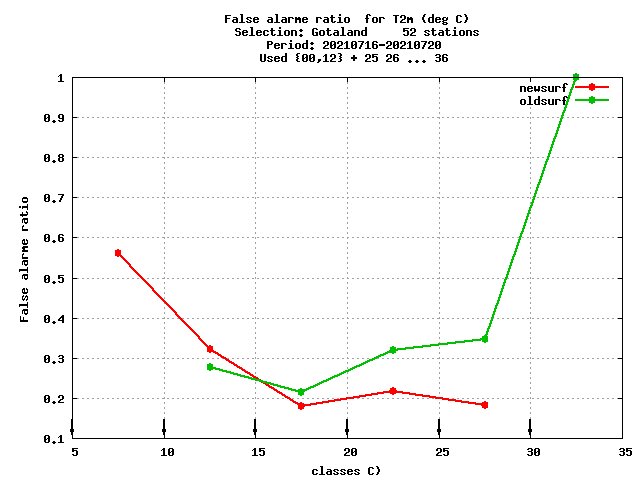 False alarme ratio  for T2m (deg C)
Selection: Gotaland     52 stations
Period: 20210716-20210720
Used {00,12} + 25 26 ... 36
newsurf
oldsurf
1
0.9
0.8
0.7
0.6
0.5
0.4
0.3
0.2
0.1
False alarme ratio
5 10 15 20 25 30 35
classes C)